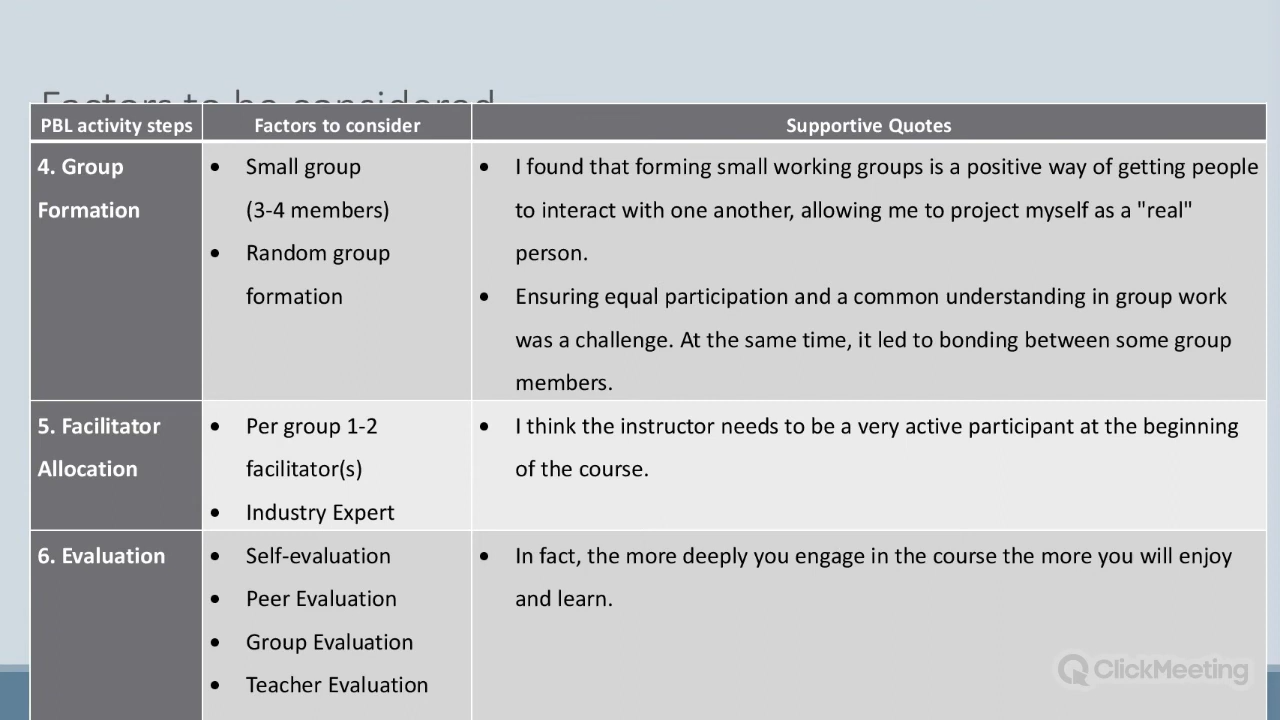 Factors to be considered
PBL activity steps
Factors to consider
Supportive Quotes
4. Group
Formation
• Small group
(3-4 members)
• Random group
formation
• I found that forming small working groups is a positive way of getting people
to interact with one another, allowing me to project myself as a "real"
person.
• Ensuring equal participation and a common understanding in group work
was a challenge. At the same time, it led to bonding between some group
members.
5. Facilitator
Allocation
• Per group 1-2
facilitator(s)
• Industry Expert
• I think the instructor needs to be a very active participant at the beginning
of the course.
6. Evaluation
• Self-evaluation
• Peer Evaluation
• Group Evaluation
• Teacher Evaluation
• In fact, the more deeply you engage in the course the more you will enjoy
and learn.
ClickMeeting